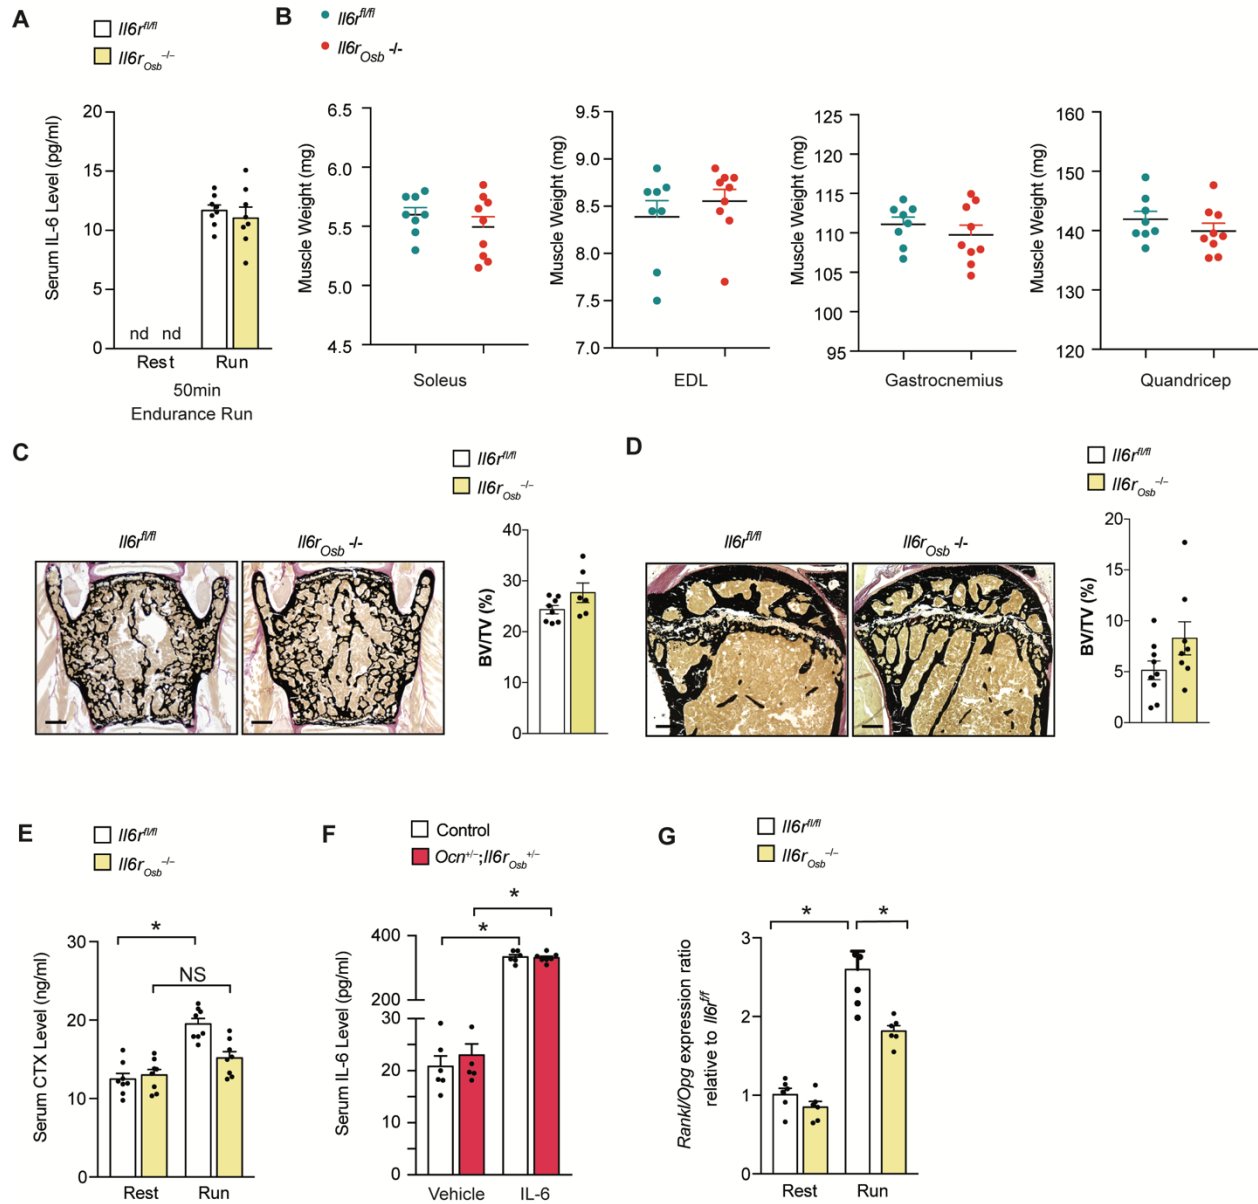 A
Il6r^fl/fl
Il6r_Osb^−/−
Serum IL-6 Level (pg/ml)
20
15
10
5
0
nd nd
Rest Run
50min
Endurance Run
B
Il6r^fl/fl
Il6r_Osb -/-
Muscle Weight (mg)
6.5
6.0
5.5
5.0
4.5
Soleus
Muscle Weight (mg)
9.5
9.0
8.5
8.0
7.5
7.0
EDL
Muscle Weight (mg)
125
120
115
110
105
100
95
Gastrocnemius
Muscle Weight (mg)
160
150
140
130
120
Quandricep
C
Il6r^fl/fl
Il6r_Osb^−/−
Il6r^fl/fl
Il6r_Osb -/-
BV/TV (%)
40
30
20
10
0
D
Il6r^fl/fl
Il6r_Osb^−/−
Il6r^fl/fl
Il6r_Osb -/-
BV/TV (%)
20
15
10
5
0
E
Il6r^fl/fl
Il6r_Osb^−/−
Serum CTX Level (ng/ml)
30
20
10
0
*
NS
Rest Run
F
Control
Ocn^+/−;Il6r_Osb^+/−
Serum IL-6 Level (pg/ml)
400
200
30
20
10
0
*
*
Vehicle IL-6
G
Il6r^fl/fl
Il6r_Osb^−/−
Rankl/Opg expression ratio
relative to Il6r^f/f
3
2
1
0
* *
Rest Run